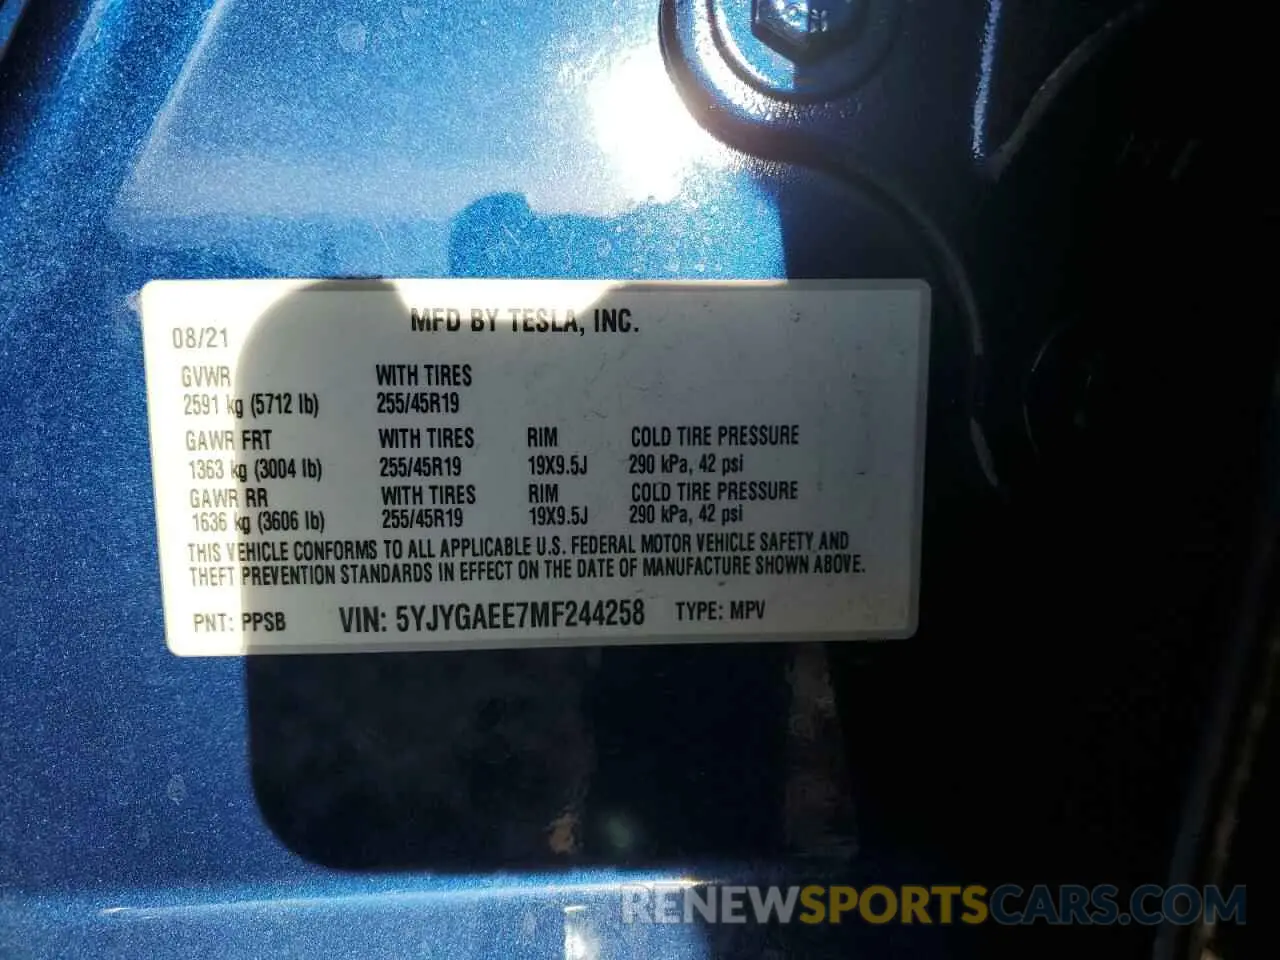 MFD BY TESLA, INC.
08/21
GVWR WITH TIRES
2591 kg (5712 lb) 255/45R19
GAWR FRT WITH TIRES RIM COLD TIRE PRESSURE
1363 kg (3004 lb) 255/45R19 19X9.5J 290 kPa, 42 psi
GAWR RR WITH TIRES RIM COLD TIRE PRESSURE
1636 kg (3606 lb) 255/45R19 19X9.5J 290 kPa, 42 psi
THIS VEHICLE CONFORMS TO ALL APPLICABLE U.S. FEDERAL MOTOR VEHICLE SAFETY AND
THEFT PREVENTION STANDARDS IN EFFECT ON THE DATE OF MANUFACTURE SHOWN ABOVE.
PNT: PPSB VIN: 5YJYGAEE7MF244258 TYPE: MPV
RENEWSPORTSCARS.COM